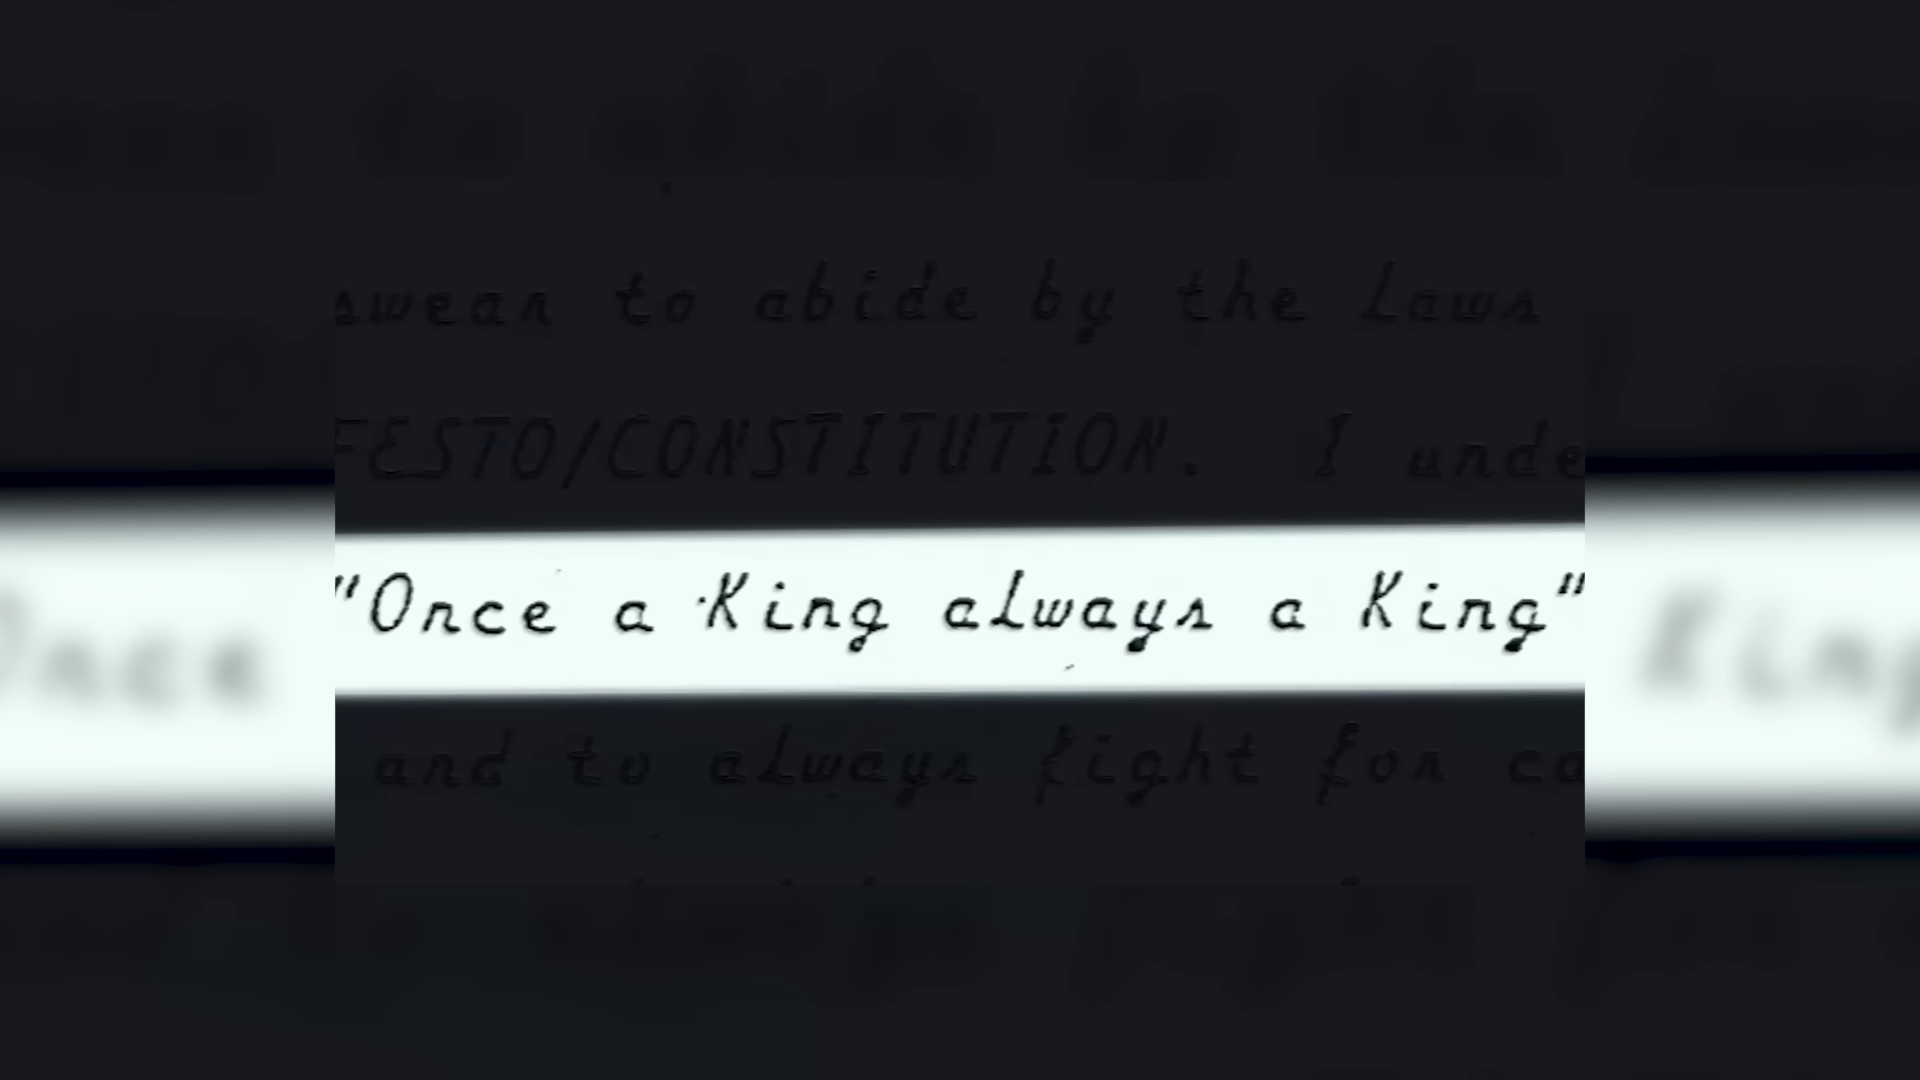 swear to abide by the Laws
FESTO/CONSTITUTION. I unde
"Once a King always a King"
and to always fight for co